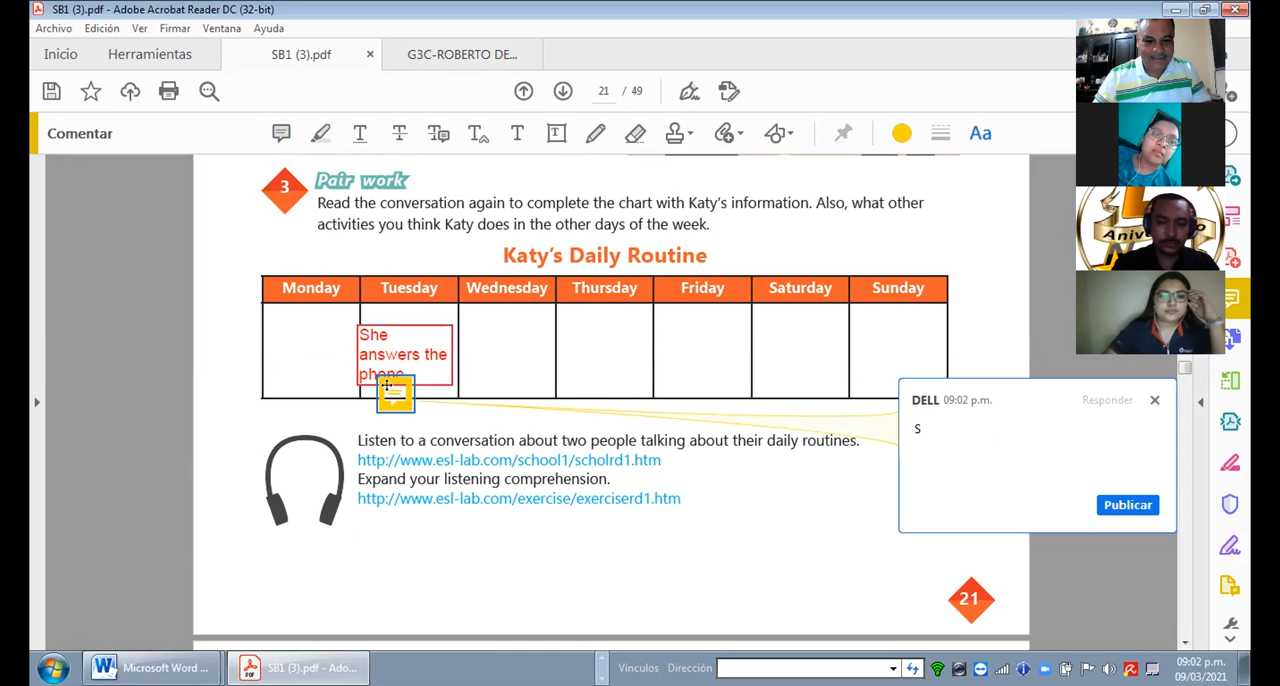 SB1 (3).pdf - Adobe Acrobat Reader DC (32-bit)
Archivo Edición Ver Firmar Ventana Ayuda
Inicio Herramientas SB1 (3).pdf × G3C-ROBERTO DE...
21 / 49
Comentar
Aa
3 Pair work
Read the conversation again to complete the chart with Katy's information. Also, what other
activities you think Katy does in the other days of the week.
Katy's Daily Routine
Monday Tuesday Wednesday Thursday Friday Saturday Sunday
She
answers the
phone
DELL 09:02 p.m. Responder
S
Publicar
Listen to a conversation about two people talking about their daily routines.
http://www.esl-lab.com/school1/scholrd1.htm
Expand your listening comprehension.
http://www.esl-lab.com/exercise/exerciserd1.htm
21
Microsoft Word ... SB1 (3).pdf - Ado... Vínculos Dirección 09:02 p.m.
09/03/2021